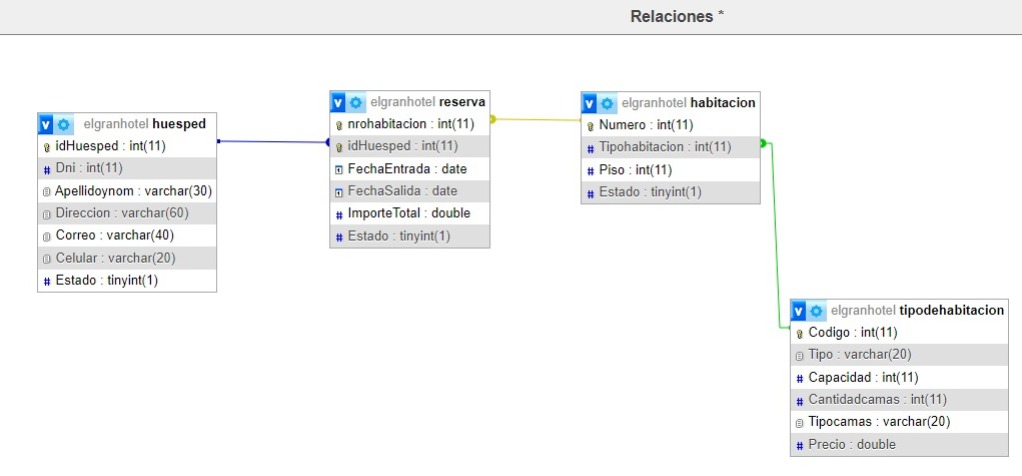 Relaciones *
elgranhotel huesped
idHuesped : int(11)
Dni : int(11)
Apellidoynom : varchar(30)
Direccion : varchar(60)
Correo : varchar(40)
Celular : varchar(20)
Estado : tinyint(1)
elgranhotel reserva
nrohabitacion : int(11)
idHuesped : int(11)
FechaEntrada : date
FechaSalida : date
ImporteTotal : double
Estado : tinyint(1)
elgranhotel habitacion
Numero : int(11)
Tipohabitacion : int(11)
Piso : int(11)
Estado : tinyint(1)
elgranhotel tipodehabitacion
Codigo : int(11)
Tipo : varchar(20)
Capacidad : int(11)
Cantidadcamas : int(11)
Tipocamas : varchar(20)
Precio : double